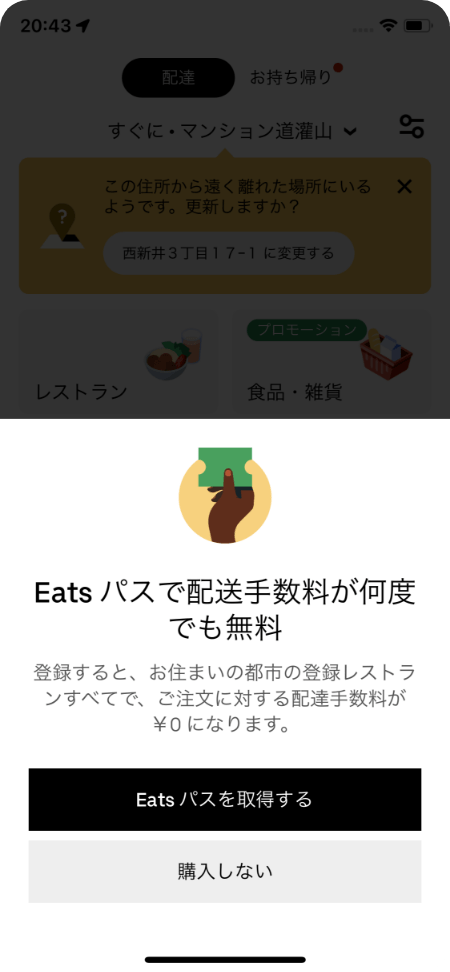 20:43
配達
お持ち帰り
すぐに • マンション道灌山
?
この住所から遠く離れた場所にいる
ようです。更新しますか？
西新井３丁目１７−１ に変更する
プロモーション
レストラン
食品・雑貨
Eats パスで配送手数料が何度
でも無料
登録すると、お住まいの都市の登録レストラ
ンすべてで、ご注文に対する配達手数料が
￥0 になります。
Eats パスを取得する
購入しない